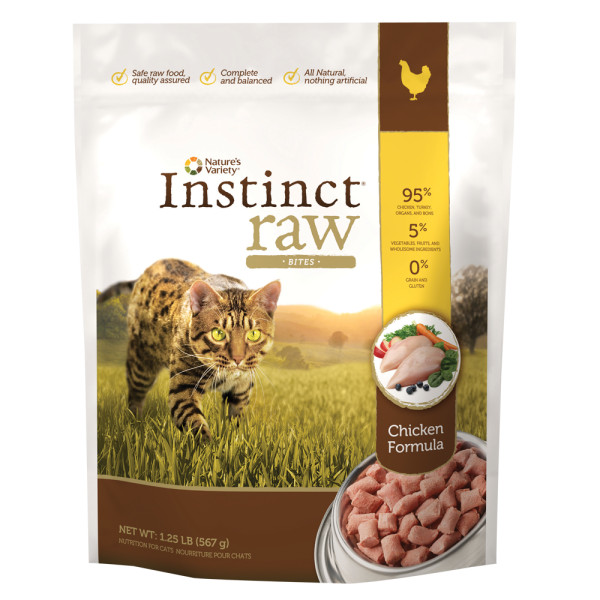 Safe raw food,
quality assured
Complete
and balanced
All Natural,
nothing artificial
Nature's
Variety®
Instinct®
raw
• BITES •
95%
CHICKEN, TURKEY,
ORGANS, AND BONE
5%
VEGETABLES, FRUITS, AND
WHOLESOME INGREDIENTS
0%
GRAIN AND
GLUTEN
Chicken
Formula
NET WT: 1.25 LB (567 g)
NUTRITION FOR CATS NOURRITURE POUR CHATS